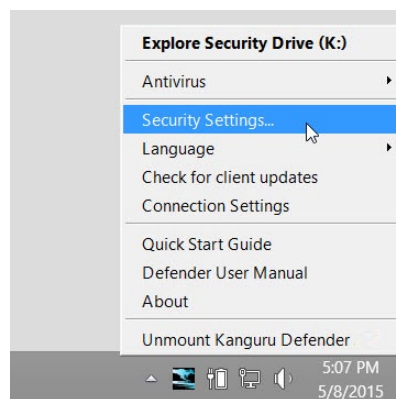 Explore Security Drive (K:)
Antivirus
Security Settings...
Language
Check for client updates
Connection Settings
Quick Start Guide
Defender User Manual
About
Unmount Kanguru Defender
5:07 PM
5/8/2015